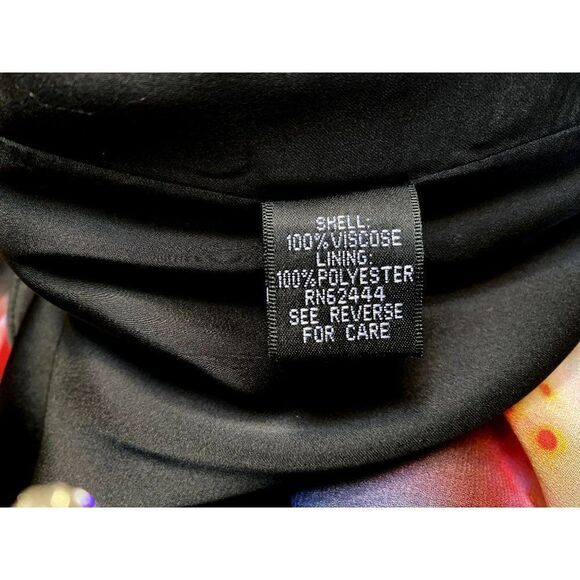 SHELL:
100%VISCOSE
LINING:
100%POLYESTER
RN62444
SEE REVERSE
FOR CARE